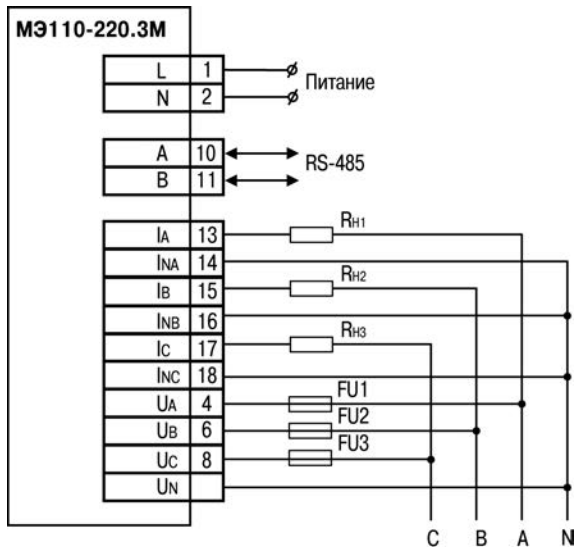 МЭ110-220.3М
L 1
N 2
Питание
A 10
B 11
RS-485
IA 13 RН1
INA 14
IB 15 RН2
INB 16
IC 17 RН3
INC 18
UA 4 FU1
UB 6 FU2
UC 8 FU3
UN
C B A N